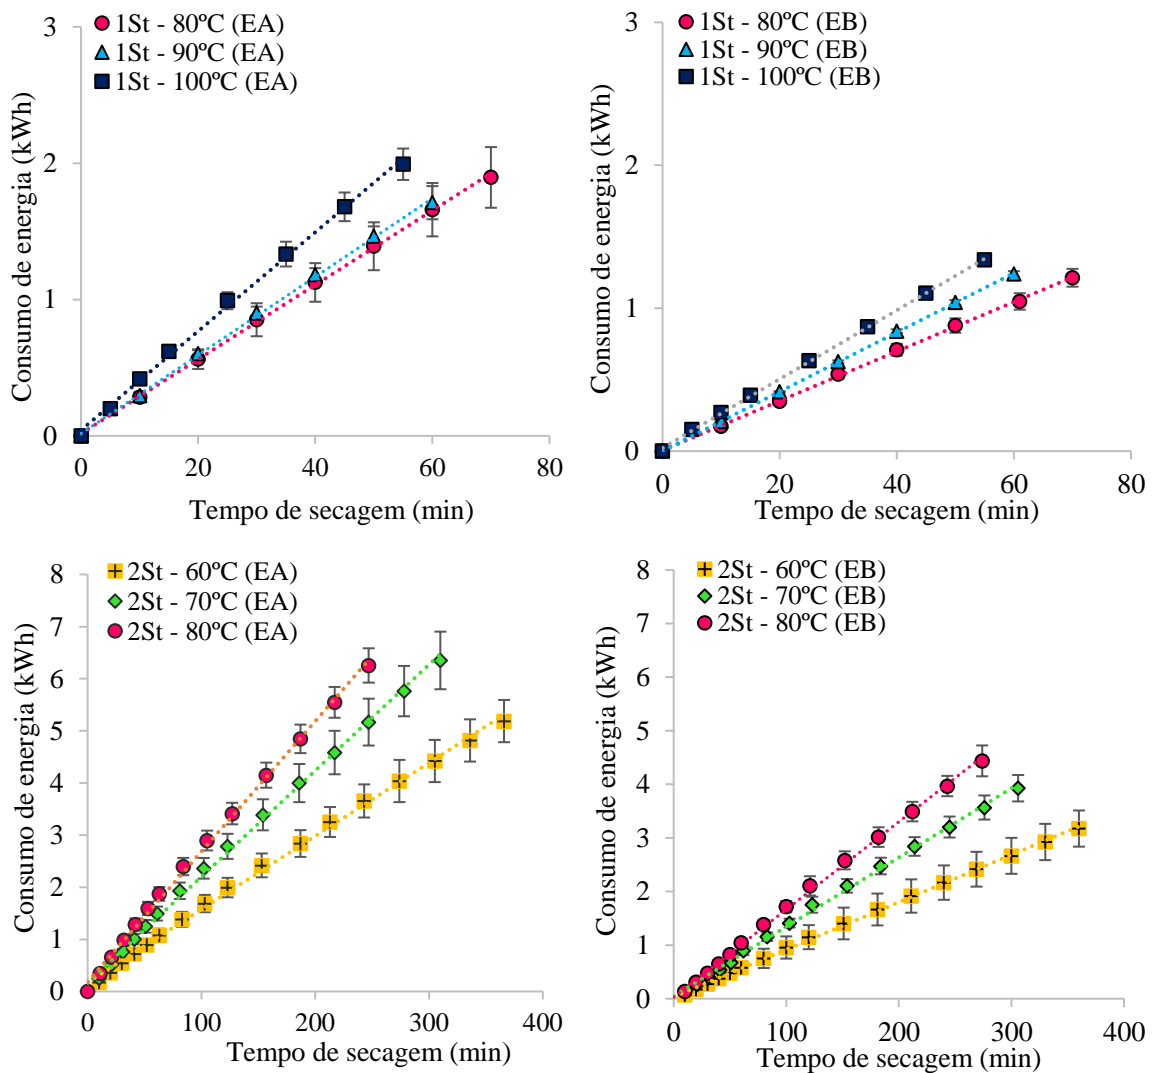 1St - 80ºC (EA)
1St - 90ºC (EA)
1St - 100ºC (EA)
Consumo de energia (kWh)
3
2
1
0
0 20 40 60 80
Tempo de secagem (min)
1St - 80ºC (EB)
1St - 90ºC (EB)
1St - 100ºC (EB)
Consumo de energia (kWh)
3
2
1
0
0 20 40 60 80
Tempo de secagem (min)
2St - 60ºC (EA)
2St - 70ºC (EA)
2St - 80ºC (EA)
Consumo de energia (kWh)
8
7
6
5
4
3
2
1
0
0 100 200 300 400
Tempo de secagem (min)
2St - 60ºC (EB)
2St - 70ºC (EB)
2St - 80ºC (EB)
Consumo de energia (kWh)
8
7
6
5
4
3
2
1
0
0 100 200 300 400
Tempo de secagem (min)